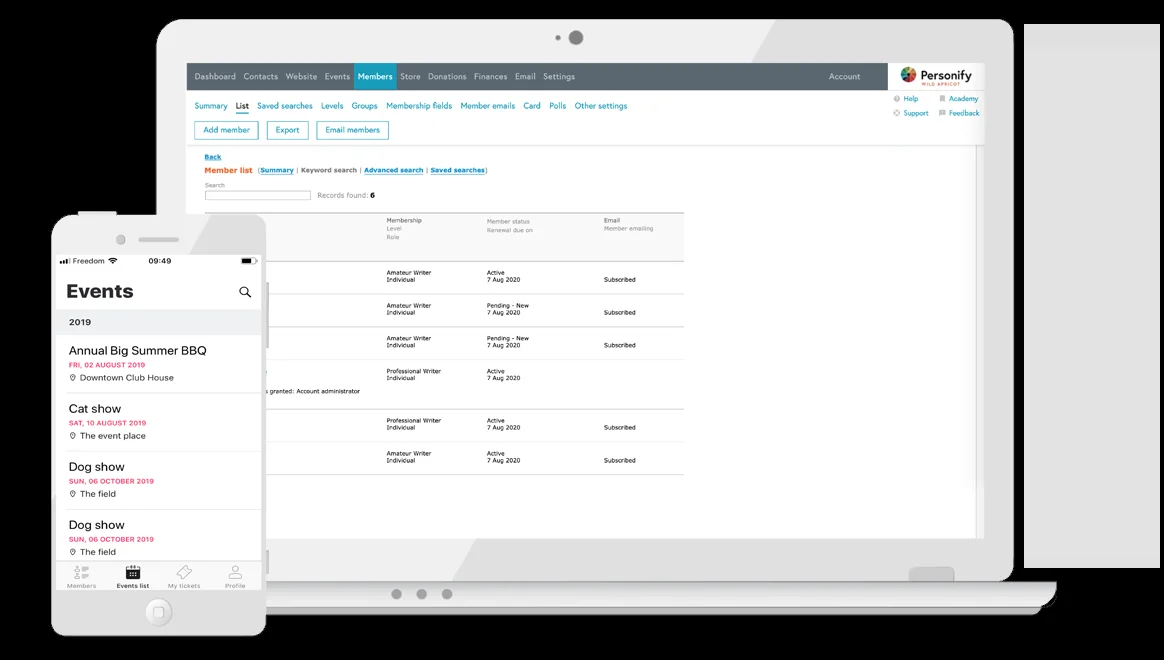 Dashboard Contacts Website Events Members Store Donations Finances Email Settings Account
Personify
WILD APRICOT
Help Academy
Support Feedback
Summary List Saved searches Levels Groups Membership fields Member emails Card Polls Other settings
Add member Export Email members
Back
Member list (Summary | Keyword search | Advanced search | Saved searches)
Search
Records found: 6
Membership Member status Email
Level Renewal due on Member emailing
Role
Amateur Writer Active
Individual 7 Aug 2020 Subscribed
Amateur Writer Pending - New
Individual 7 Aug 2020 Subscribed
Amateur Writer Pending - New
Individual 7 Aug 2020 Subscribed
Professional Writer Active
Individual 7 Aug 2020
s granted: Account administrator
Professional Writer Active
Individual 7 Aug 2020 Subscribed
Amateur Writer Active
Individual 7 Aug 2020 Subscribed
Freedom 09:49
Events
2019
Annual Big Summer BBQ
FRI, 02 AUGUST 2019
Downtown Club House
Cat show
SAT, 10 AUGUST 2019
The event place
Dog show
SUN, 06 OCTOBER 2019
The field
Dog show
SUN, 06 OCTOBER 2019
The field
Members Events list My tickets Profile